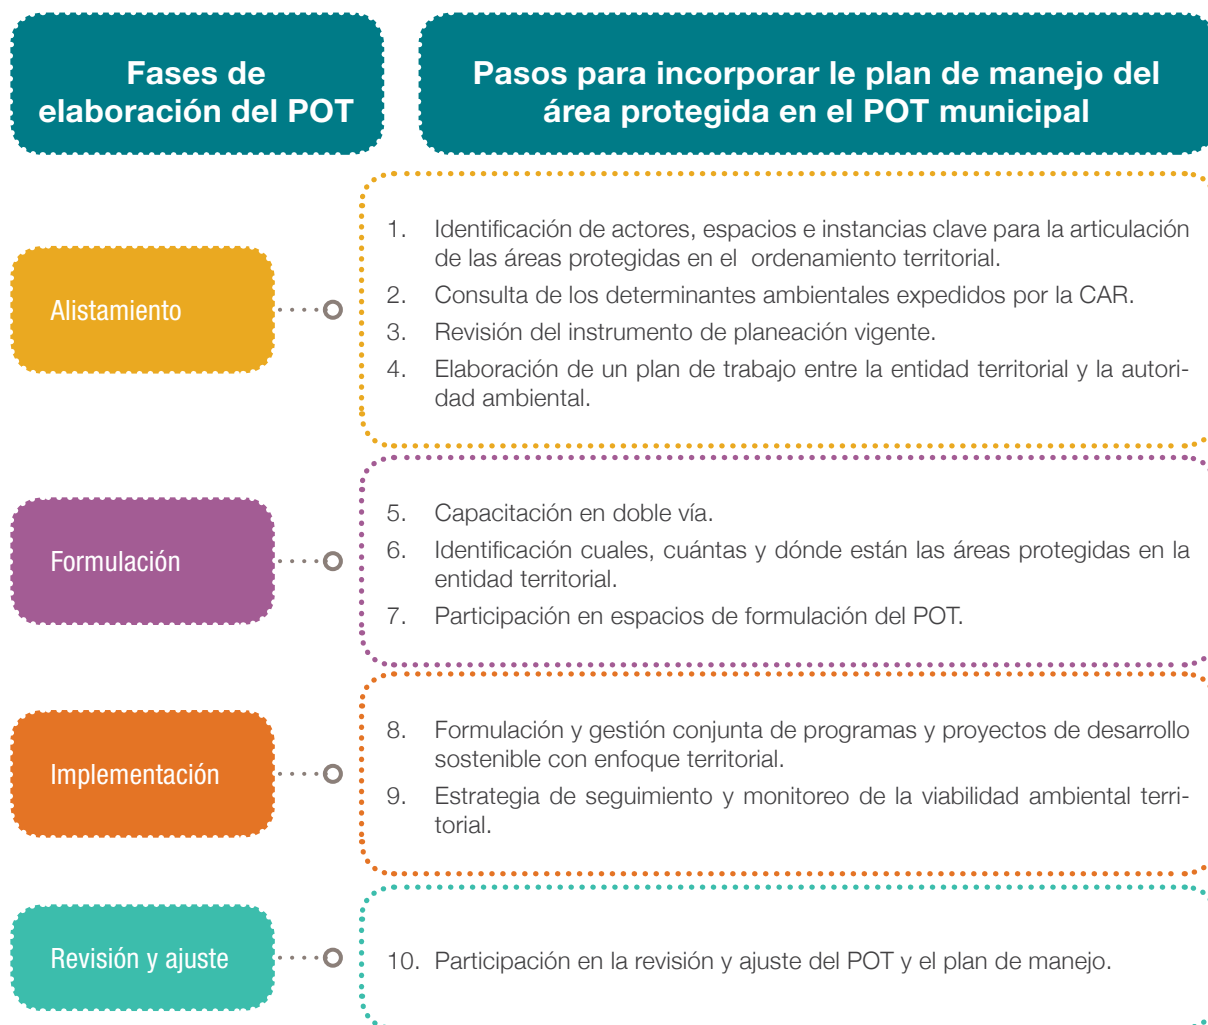 Fases de
elaboración del POT
Pasos para incorporar le plan de manejo del
área protegida en el POT municipal
Alistamiento
1. Identificación de actores, espacios e instancias clave para la articulación
de las áreas protegidas en el ordenamiento territorial.
2. Consulta de los determinantes ambientales expedidos por la CAR.
3. Revisión del instrumento de planeación vigente.
4. Elaboración de un plan de trabajo entre la entidad territorial y la autori-
dad ambiental.
Formulación
5. Capacitación en doble vía.
6. Identificación cuales, cuántas y dónde están las áreas protegidas en la
entidad territorial.
7. Participación en espacios de formulación del POT.
Implementación
8. Formulación y gestión conjunta de programas y proyectos de desarrollo
sostenible con enfoque territorial.
9. Estrategia de seguimiento y monitoreo de la viabilidad ambiental terri-
torial.
Revisión y ajuste
10. Participación en la revisión y ajuste del POT y el plan de manejo.